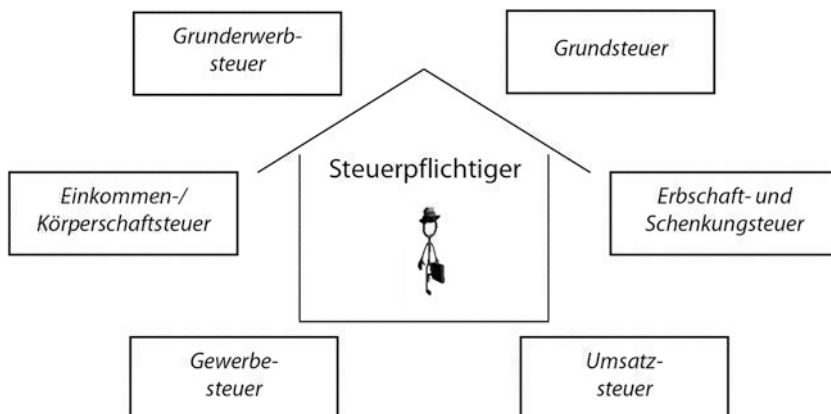 Grunderwerb-
steuer
Grundsteuer
Steuerpflichtiger
Einkommen-/
Körperschaftsteuer
Erbschaft- und
Schenkungsteuer
Gewerbe-
steuer
Umsatz-
steuer